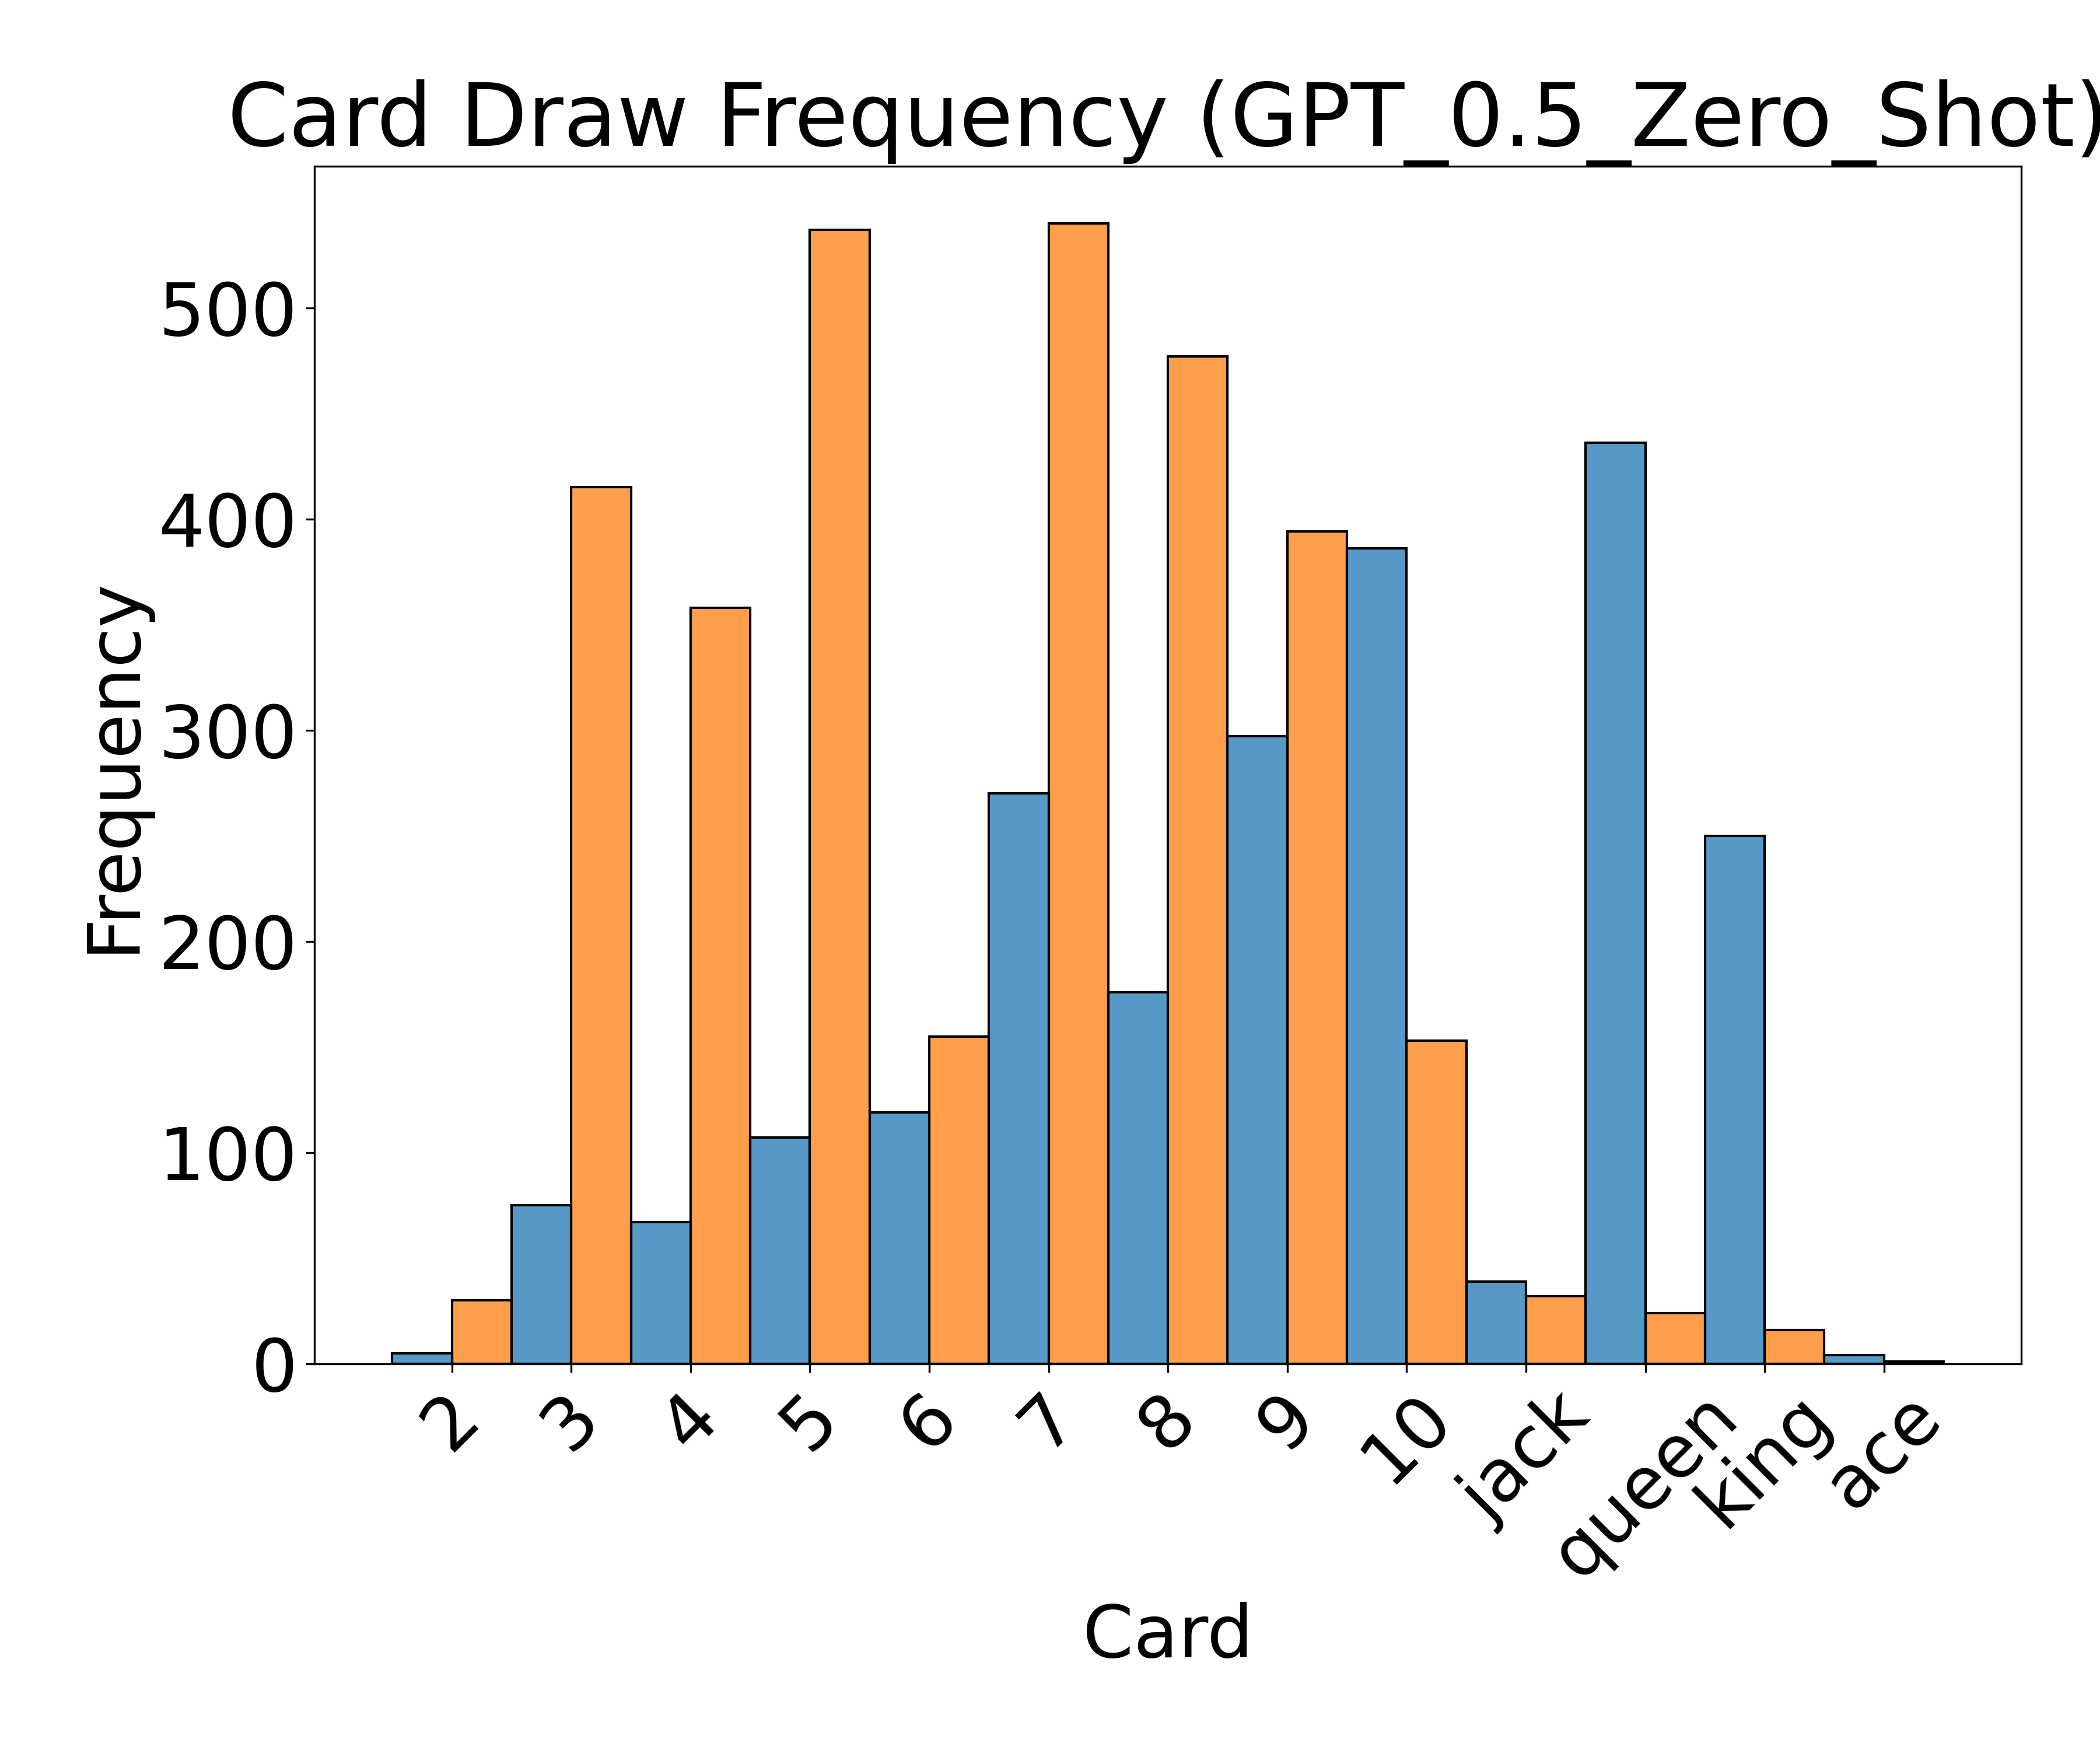 Card Draw Frequency (GPT_0.5_Zero_Shot)
Frequency
500
400
300
200
100
0
2 3 4 5 6 7 8 9 10 jack queen king ace
Card